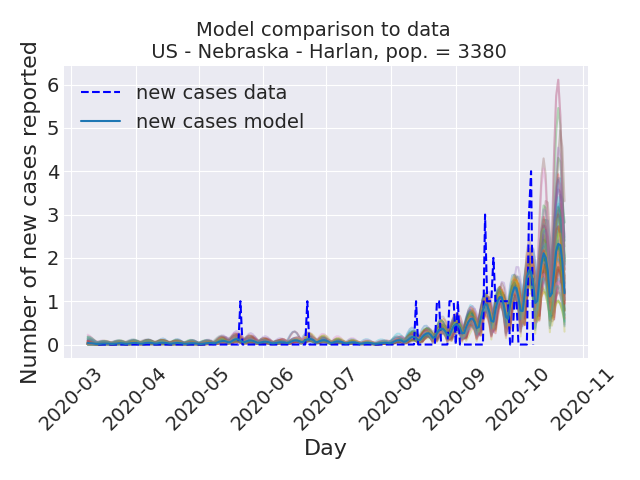 Model comparison to data
US - Nebraska - Harlan, pop. = 3380
new cases data
new cases model
Number of new cases reported
6
5
4
3
2
1
0
2020-03
2020-04
2020-05
2020-06
2020-07
2020-08
2020-09
2020-10
2020-11
Day